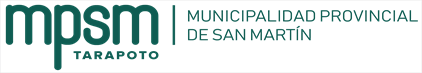 mpsm
TARAPOTO
MUNICIPALIDAD PROVINCIAL
DE SAN MARTÍN